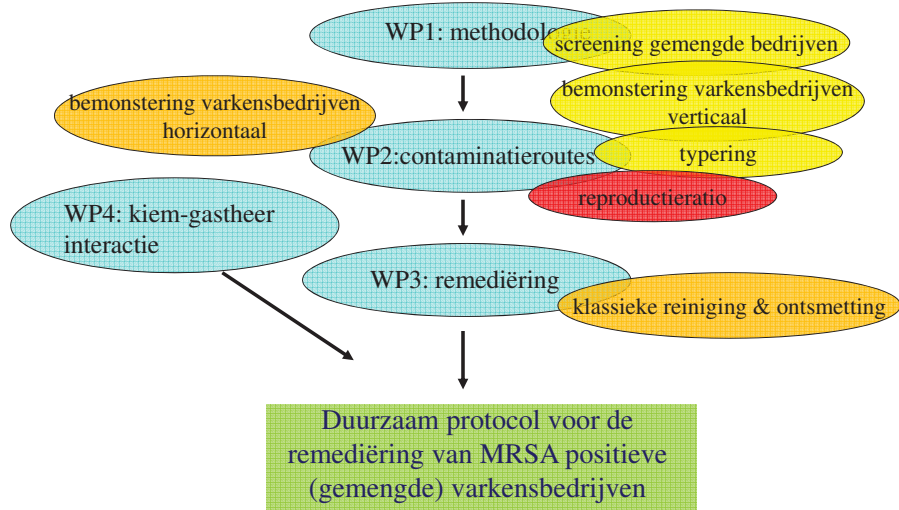 WP1: methodologie
screening gemengde bedrijven
bemonstering varkensbedrijven
verticaal
bemonstering varkensbedrijven
horizontaal
WP2:contaminatieroutes
typering
reproductieratio
WP4: kiem-gastheer
interactie
WP3: remediëring
klassieke reiniging & ontsmetting
Duurzaam protocol voor de
remediëring van MRSA positieve
(gemengde) varkensbedrijven